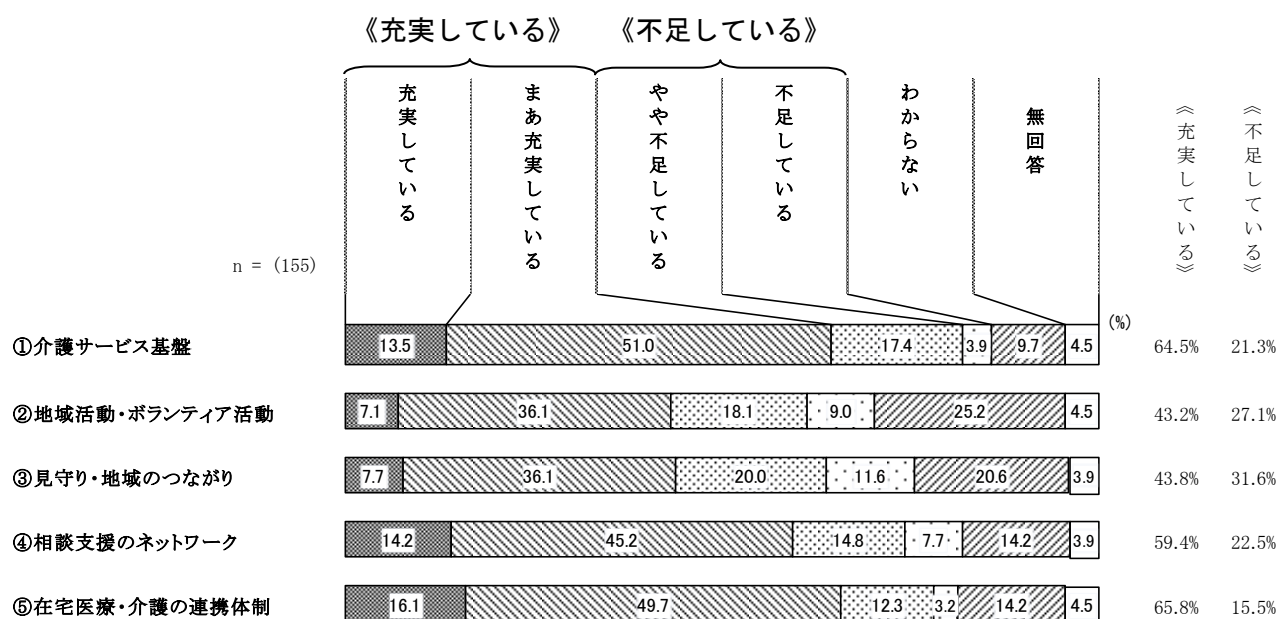 《充実している》 《不足している》
充実している
まあ充実している
やや不足している
不足している
わからない
無回答
《充実している》
《不足している》
n = (155)
(%)
①介護サービス基盤 13.5 51.0 17.4 3.9 9.7 4.5 64.5% 21.3%
②地域活動・ボランティア活動 7.1 36.1 18.1 9.0 25.2 4.5 43.2% 27.1%
③見守り・地域のつながり 7.7 36.1 20.0 11.6 20.6 3.9 43.8% 31.6%
④相談支援のネットワーク 14.2 45.2 14.8 7.7 14.2 3.9 59.4% 22.5%
⑤在宅医療・介護の連携体制 16.1 49.7 12.3 3.2 14.2 4.5 65.8% 15.5%